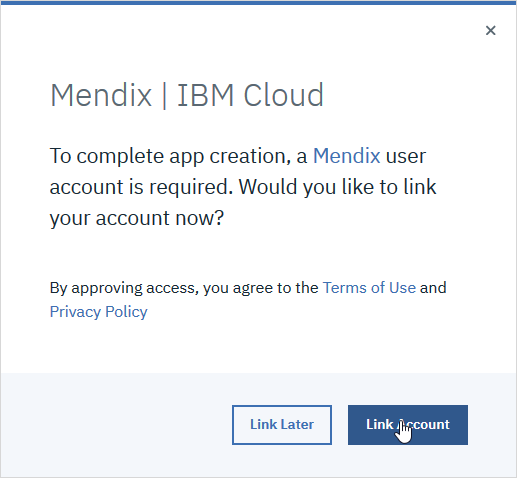 Mendix | IBM Cloud
To complete app creation, a Mendix user
account is required. Would you like to link
your account now?
By approving access, you agree to the Terms of Use and
Privacy Policy
Link Later
Link Account